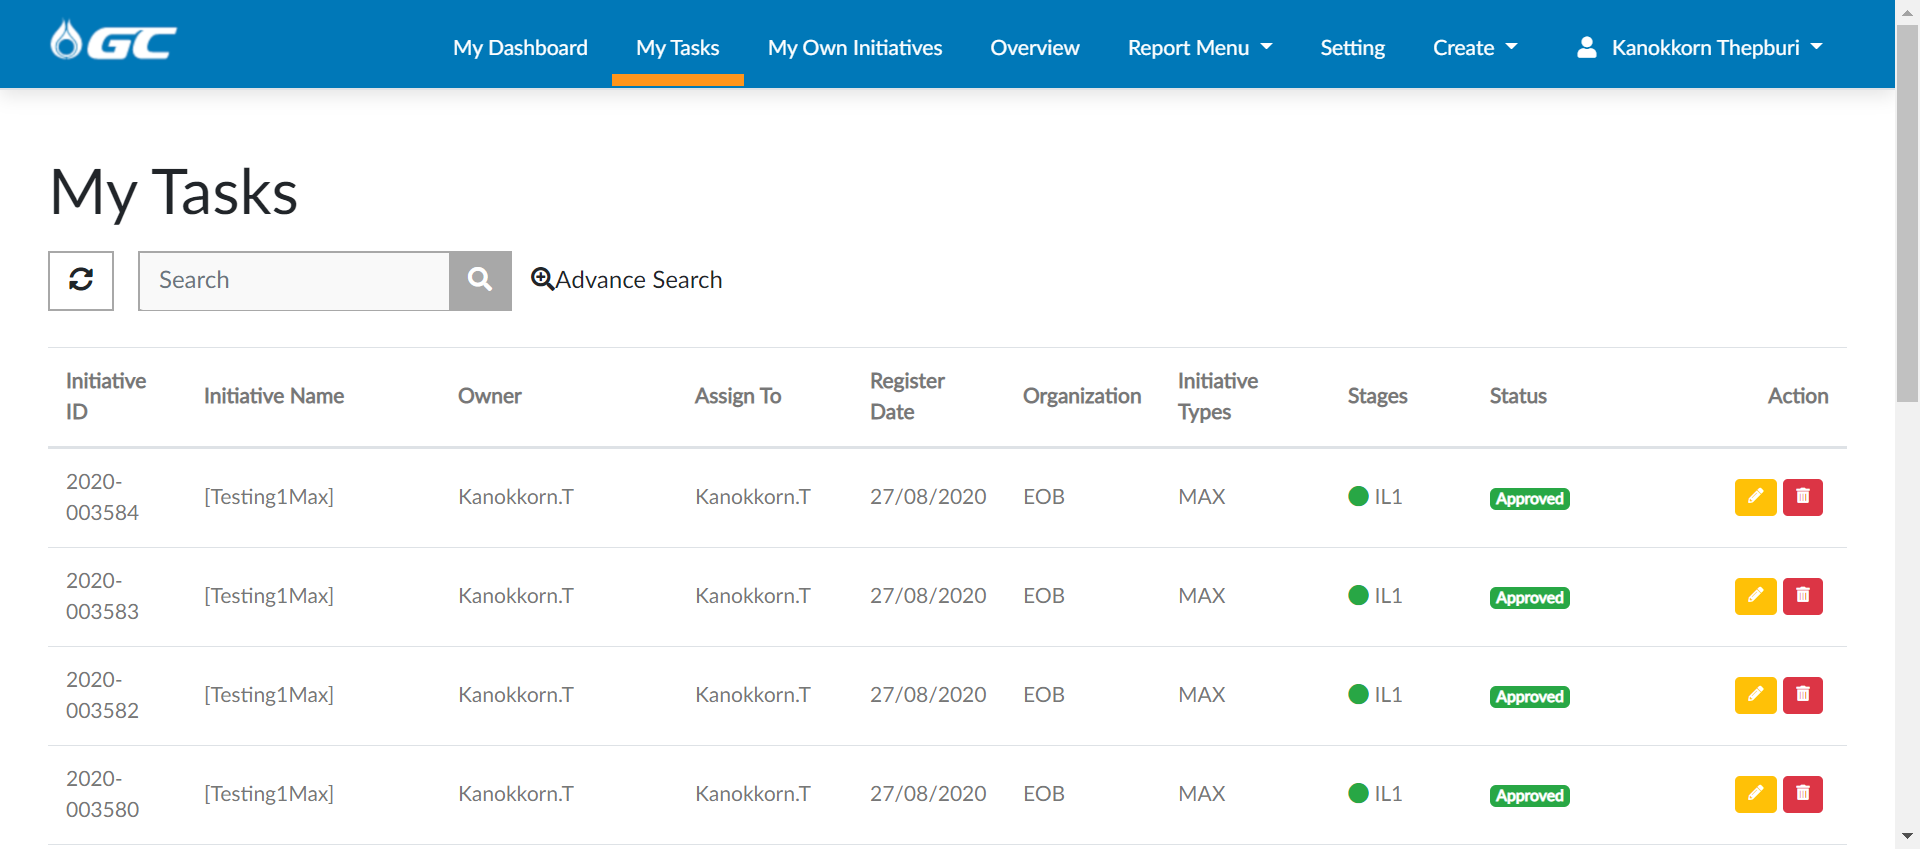 GC
My Dashboard
My Tasks
My Own Initiatives
Overview
Report Menu
Setting
Create
Kanokkorn Thepburi
My Tasks
Search
Advance Search
Initiative
ID
Initiative Name
Owner
Assign To
Register
Date
Organization
Initiative
Types
Stages
Status
Action
2020-
003584
[Testing1Max]
Kanokkorn.T
Kanokkorn.T
27/08/2020
EOB
MAX
IL1
Approved
2020-
003583
[Testing1Max]
Kanokkorn.T
Kanokkorn.T
27/08/2020
EOB
MAX
IL1
Approved
2020-
003582
[Testing1Max]
Kanokkorn.T
Kanokkorn.T
27/08/2020
EOB
MAX
IL1
Approved
2020-
003580
[Testing1Max]
Kanokkorn.T
Kanokkorn.T
27/08/2020
EOB
MAX
IL1
Approved